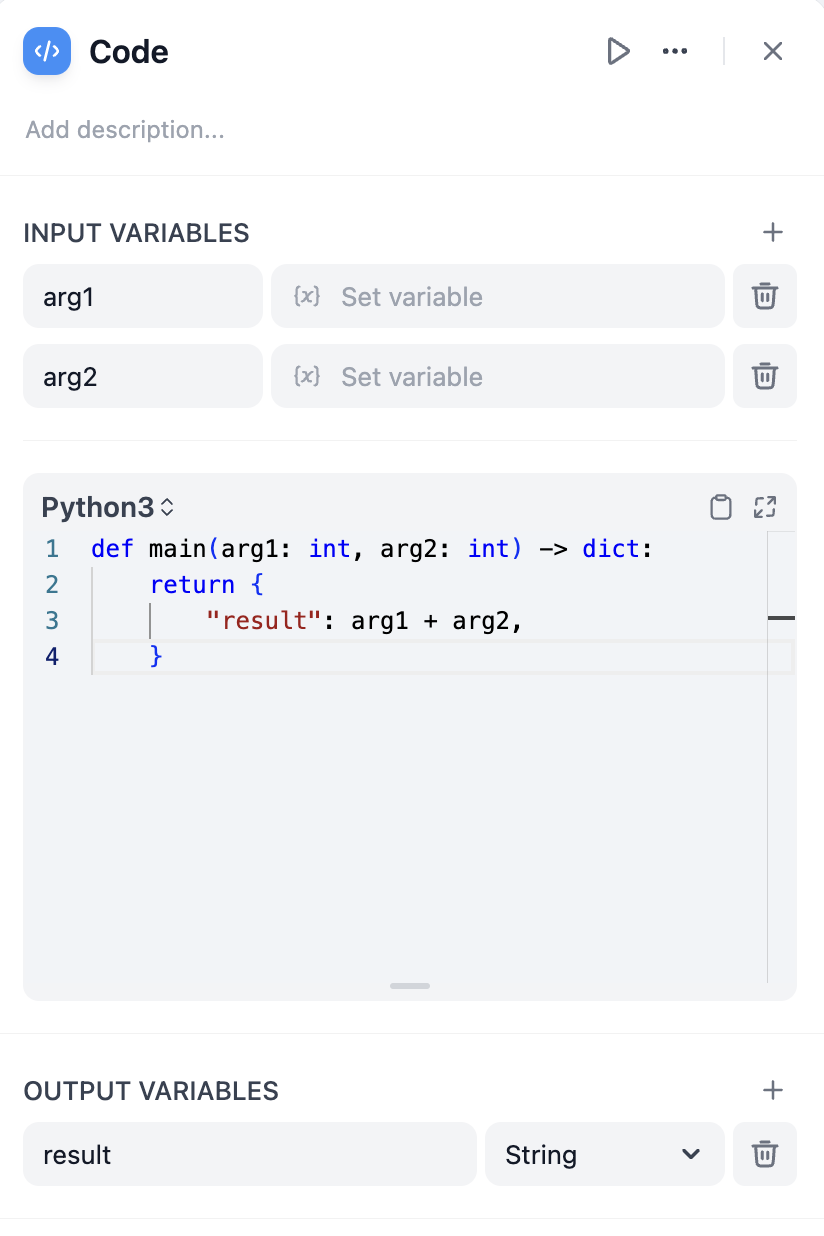 </> Code
Add description...
INPUT VARIABLES
arg1 {x} Set variable
arg2 {x} Set variable
Python3
1 def main(arg1: int, arg2: int) -> dict:
2     return {
3         "result": arg1 + arg2,
4     }
OUTPUT VARIABLES
result String